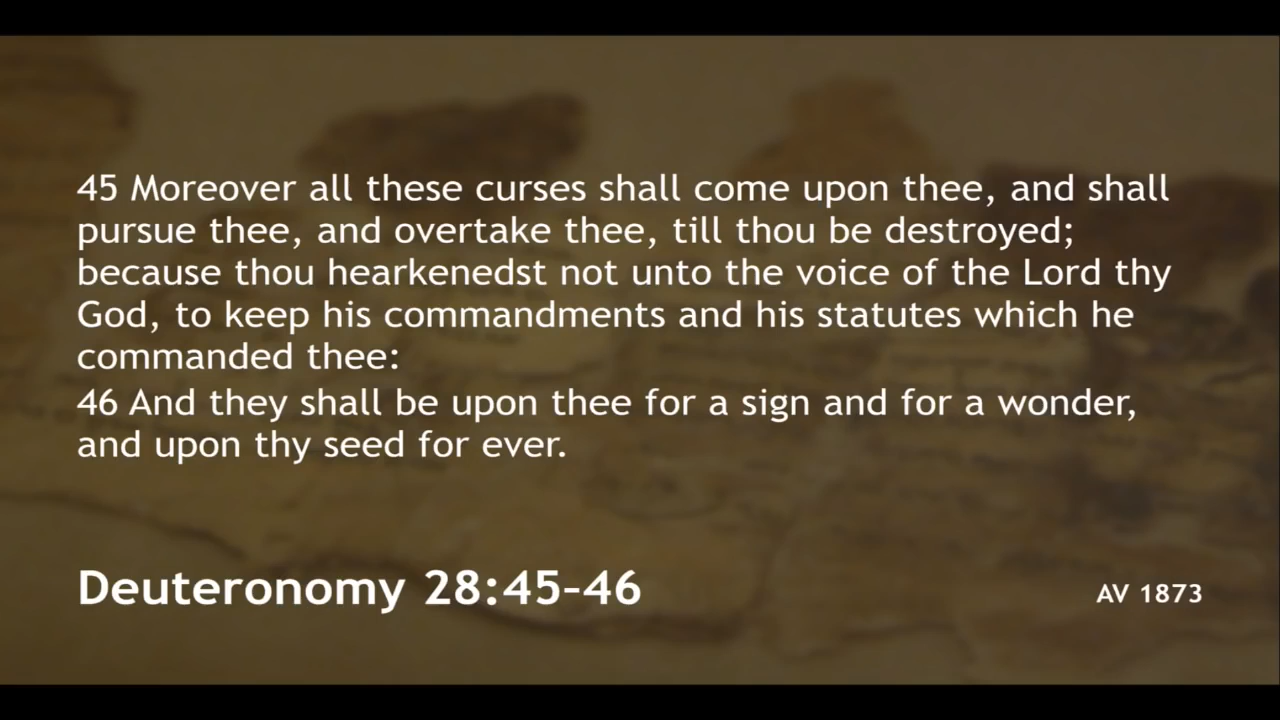 45 Moreover all these curses shall come upon thee, and shall
pursue thee, and overtake thee, till thou be destroyed;
because thou hearkenedst not unto the voice of the Lord thy
God, to keep his commandments and his statutes which he
commanded thee:
46 And they shall be upon thee for a sign and for a wonder,
and upon thy seed for ever.
Deuteronomy 28:45-46
AV 1873